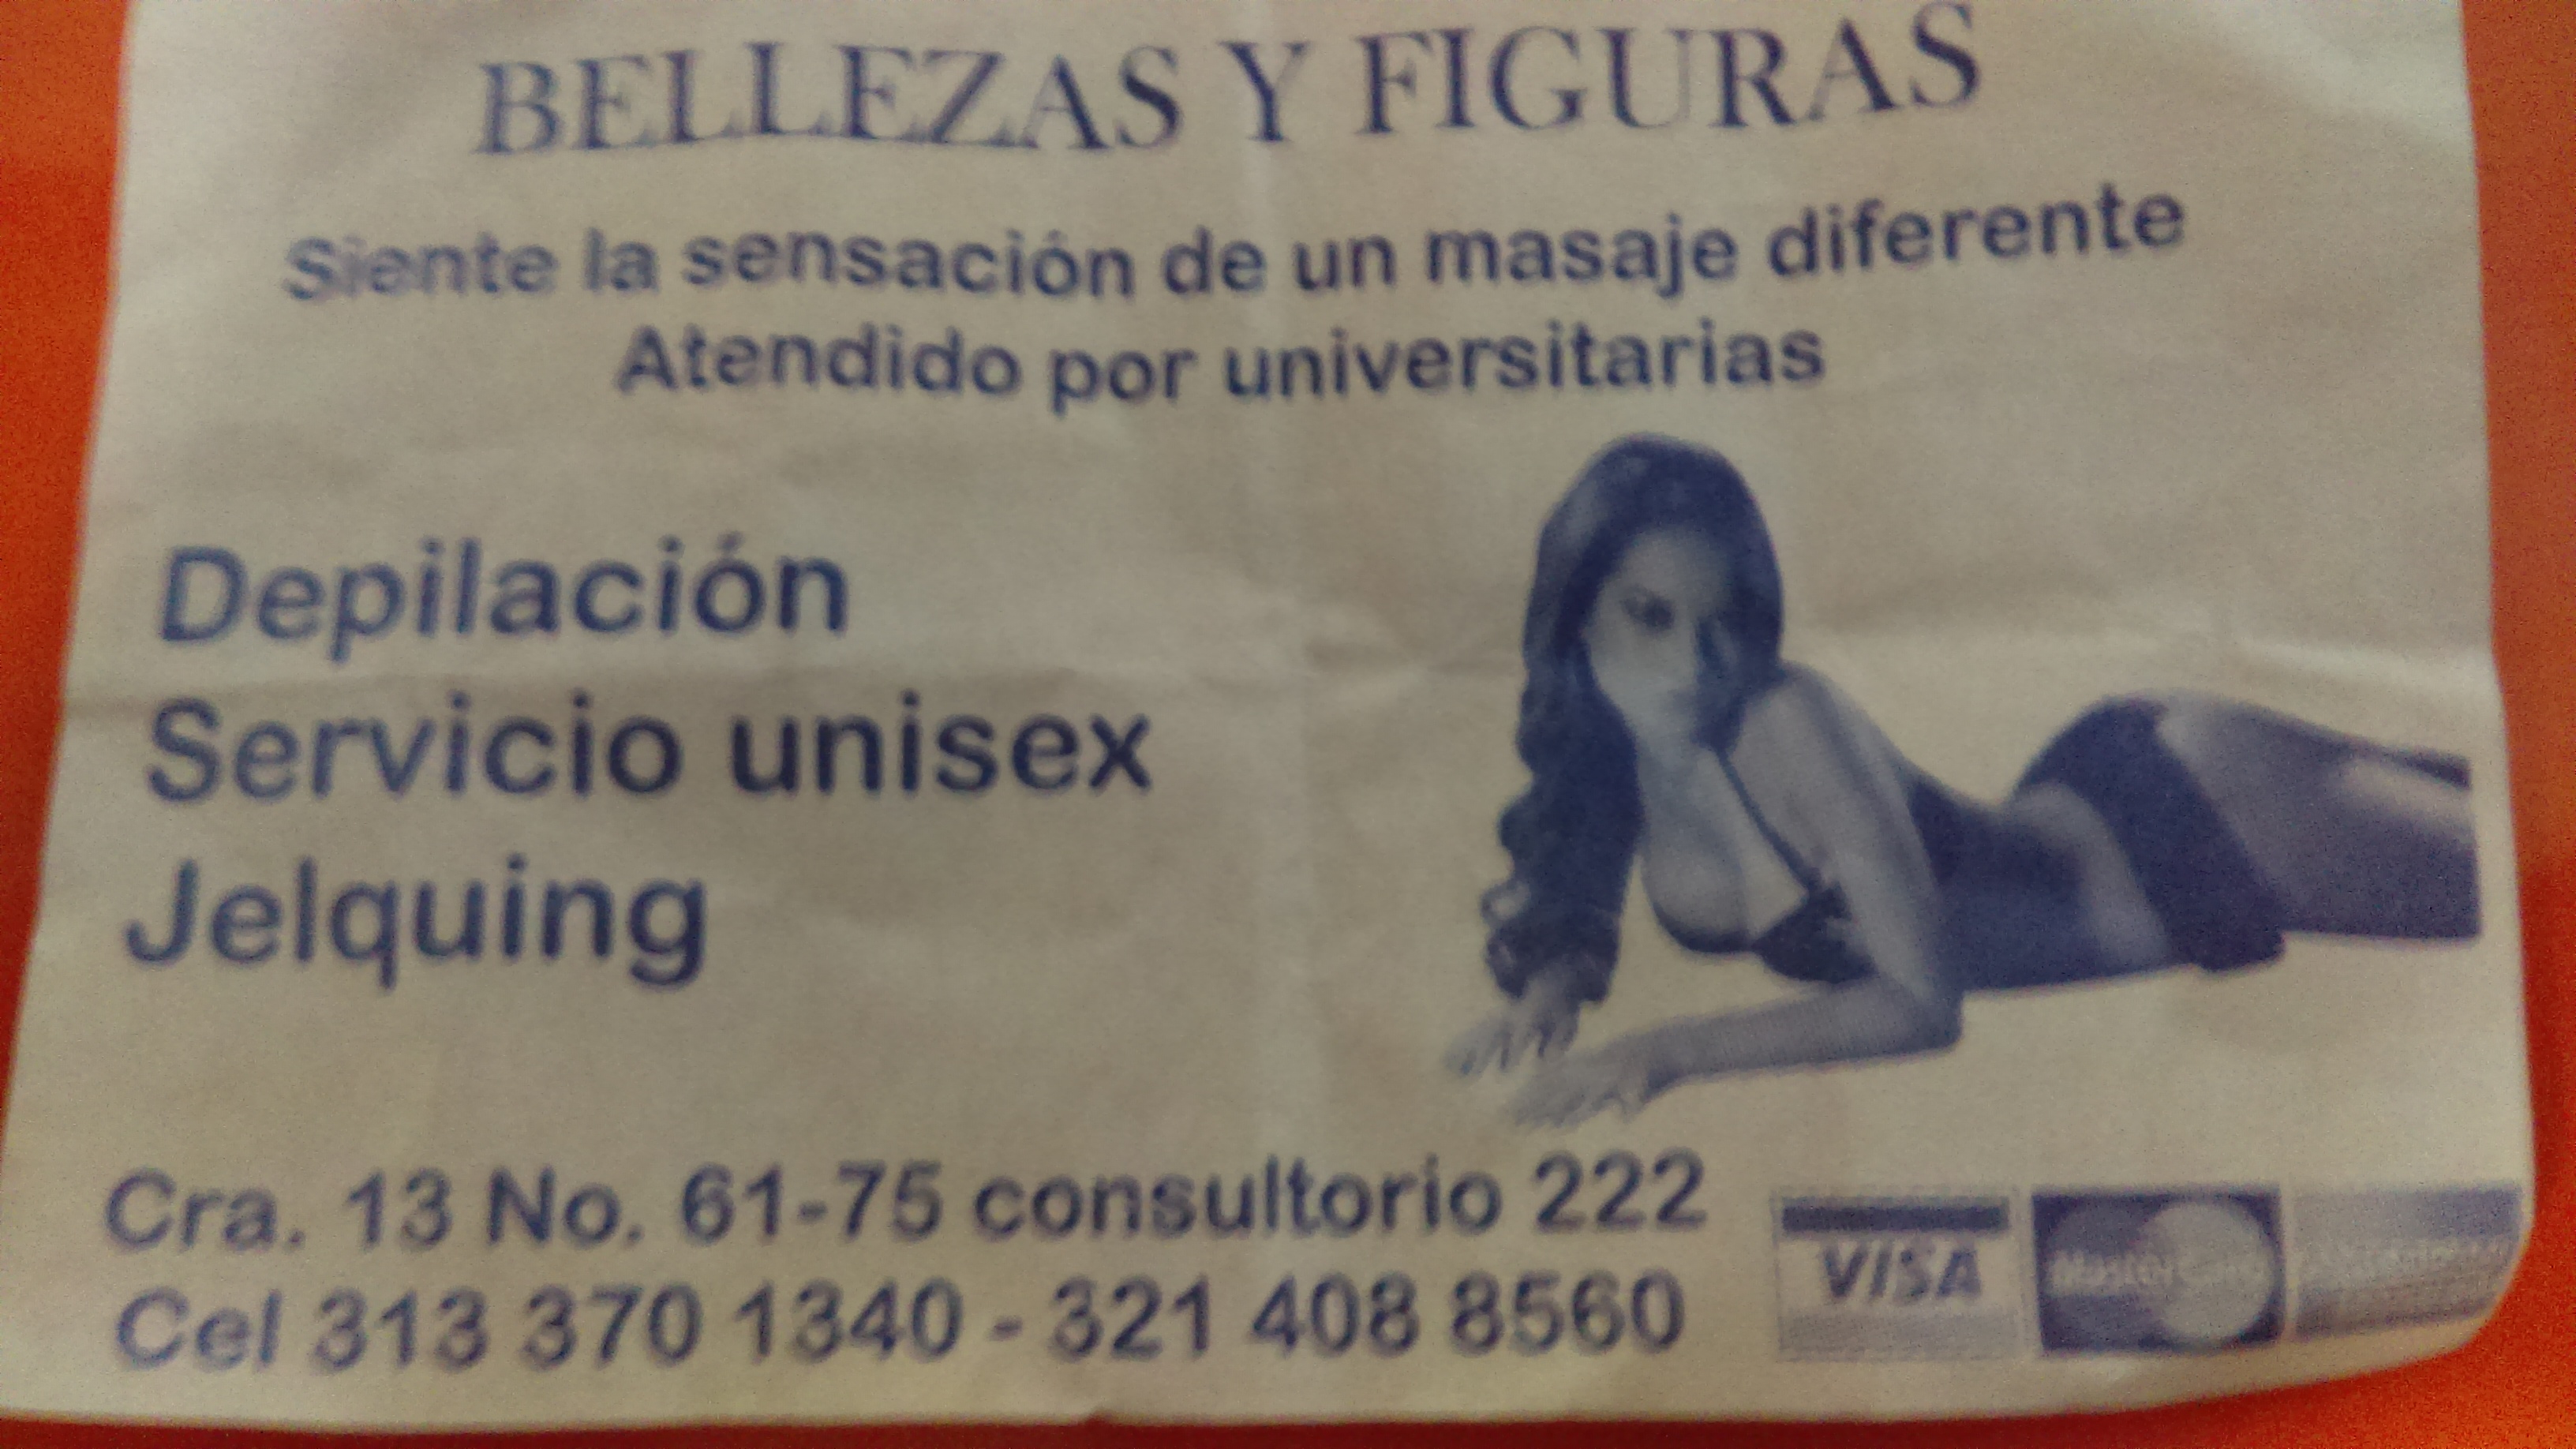 BELLEZAS Y FIGURAS
Siente la sensación de un masaje diferente
Atendido por universitarias
Depilación
Servicio unisex
Jelquing
Cra. 13 No. 61-75 consultorio 222
Cel 313 370 1340 - 321 408 8560
VISA
MasterCard